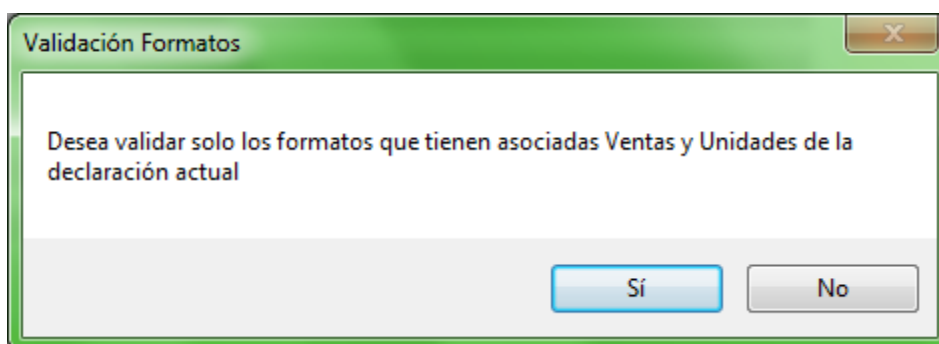 Validación Formatos
Desea validar solo los formatos que tienen asociadas Ventas y Unidades de la
declaración actual
Sí
No